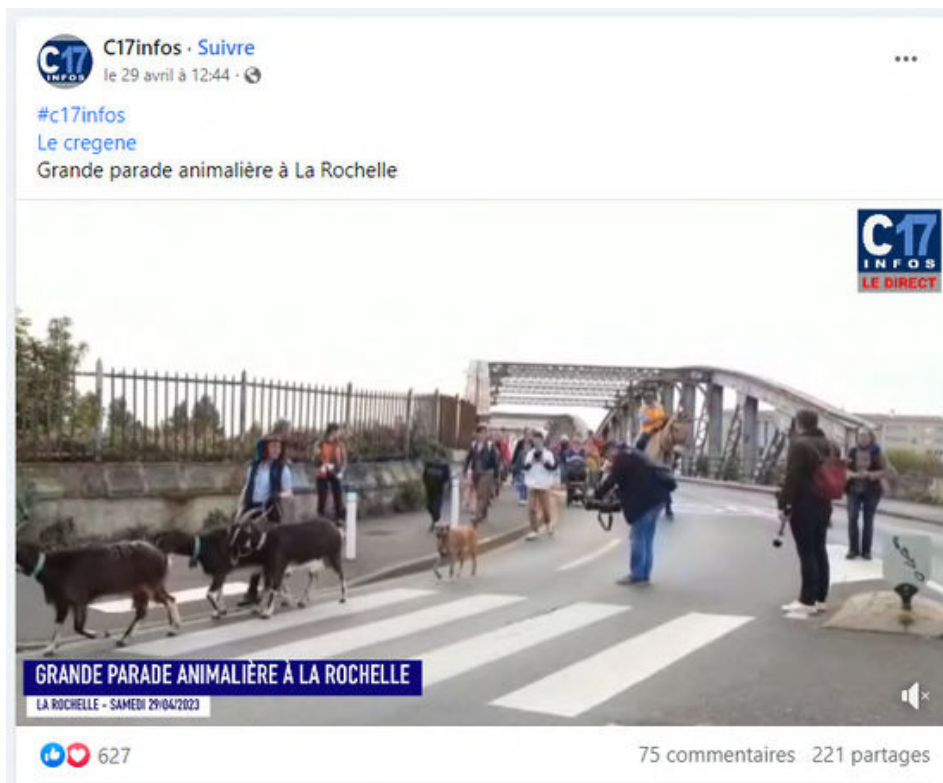 C17infos · Suivre
le 29 avril à 12:44 ·
#c17infos
Le cregene
Grande parade animalière à La Rochelle
C17
INFOS
LE DIRECT
GRANDE PARADE ANIMALIÈRE À LA ROCHELLE
LA ROCHELLE - SAMEDI 29/04/2023
627
75 commentaires 221 partages